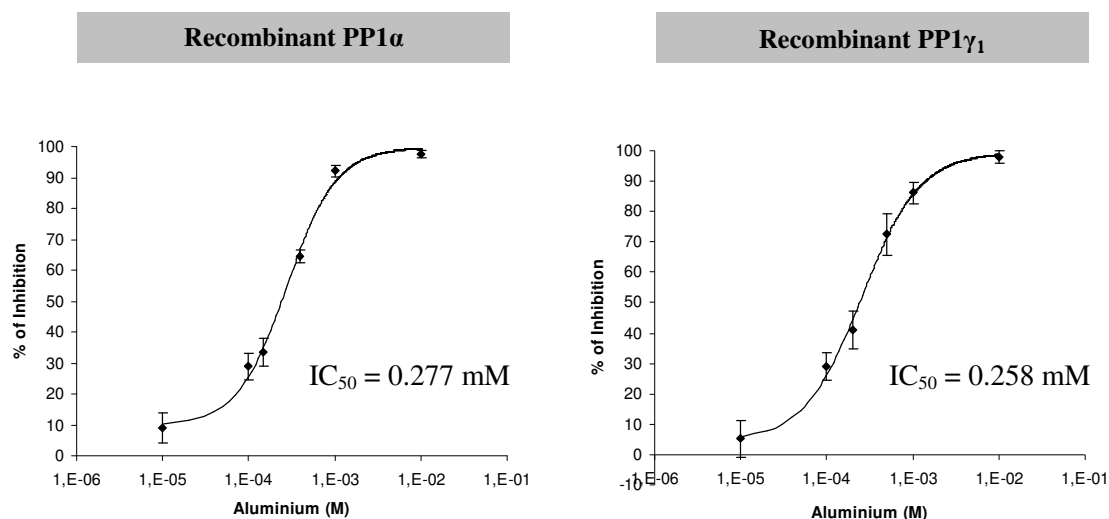 Recombinant PP1α
Recombinant PP1γ₁
% of Inhibition
100
90
80
70
60
50
40
30
20
10
0
1,E-06 1,E-05 1,E-04 1,E-03 1,E-02 1,E-01
Aluminium (M)
IC₅₀ = 0.277 mM
% of Inhibition
100
90
80
70
60
50
40
30
20
10
0
-10
1,E-06 1,E-05 1,E-04 1,E-03 1,E-02 1,E-01
Aluminium (M)
IC₅₀ = 0.258 mM